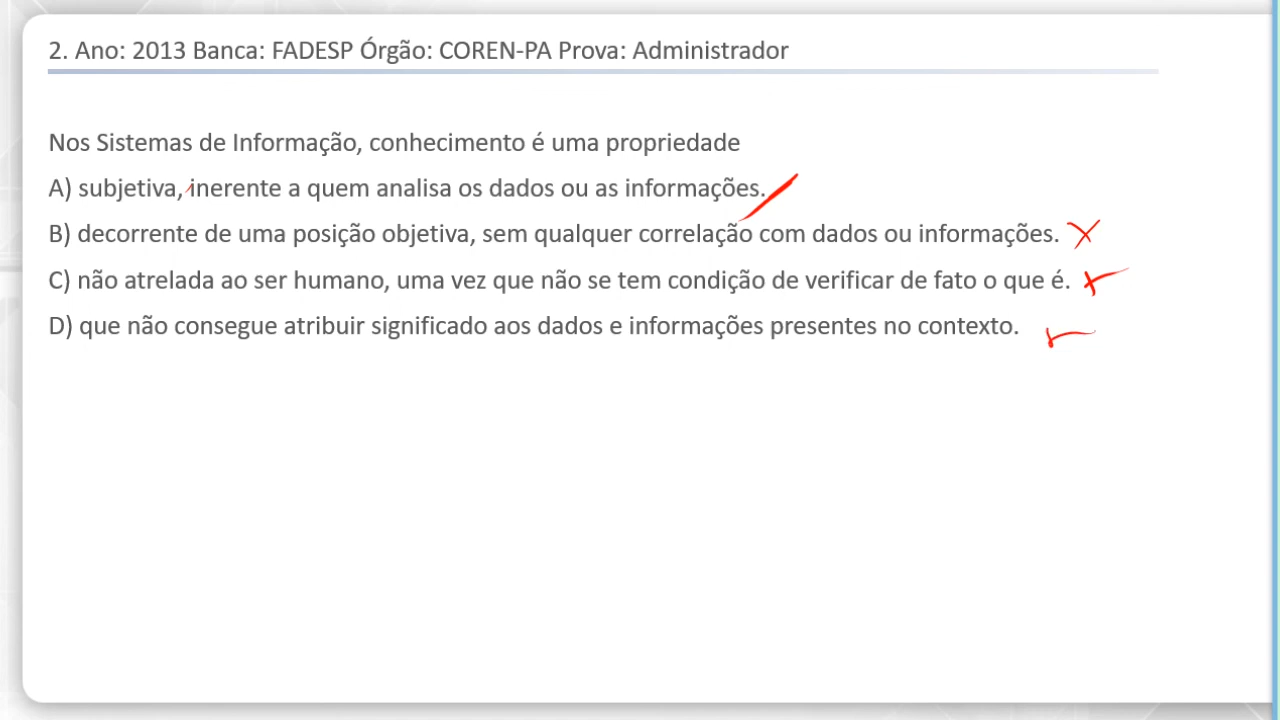 2. Ano: 2013 Banca: FADESP Órgão: COREN-PA Prova: Administrador
Nos Sistemas de Informação, conhecimento é uma propriedade
A) subjetiva, inerente a quem analisa os dados ou as informações.
B) decorrente de uma posição objetiva, sem qualquer correlação com dados ou informações.
C) não atrelada ao ser humano, uma vez que não se tem condição de verificar de fato o que é.
D) que não consegue atribuir significado aos dados e informações presentes no contexto.